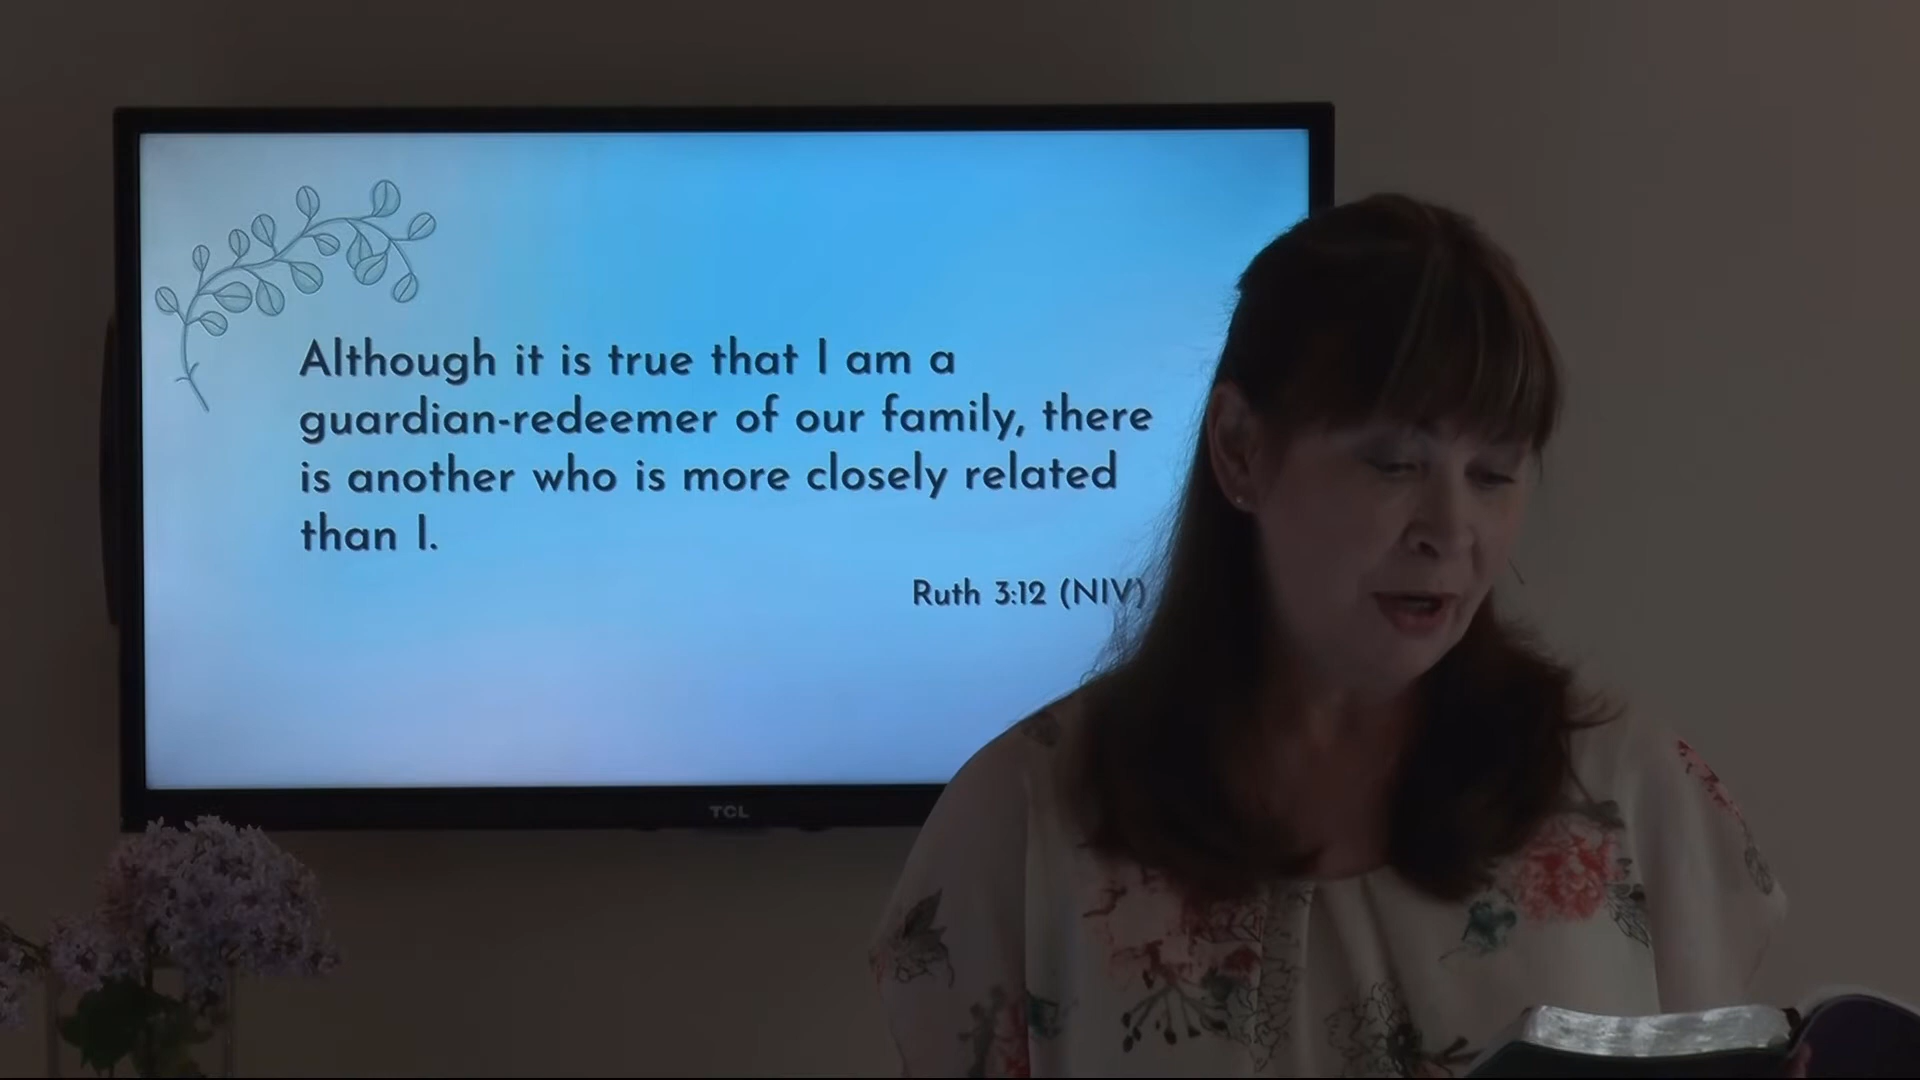 Although it is true that I am a
guardian-redeemer of our family, there
is another who is more closely related
than I.
Ruth 3:12 (NIV)
TCL